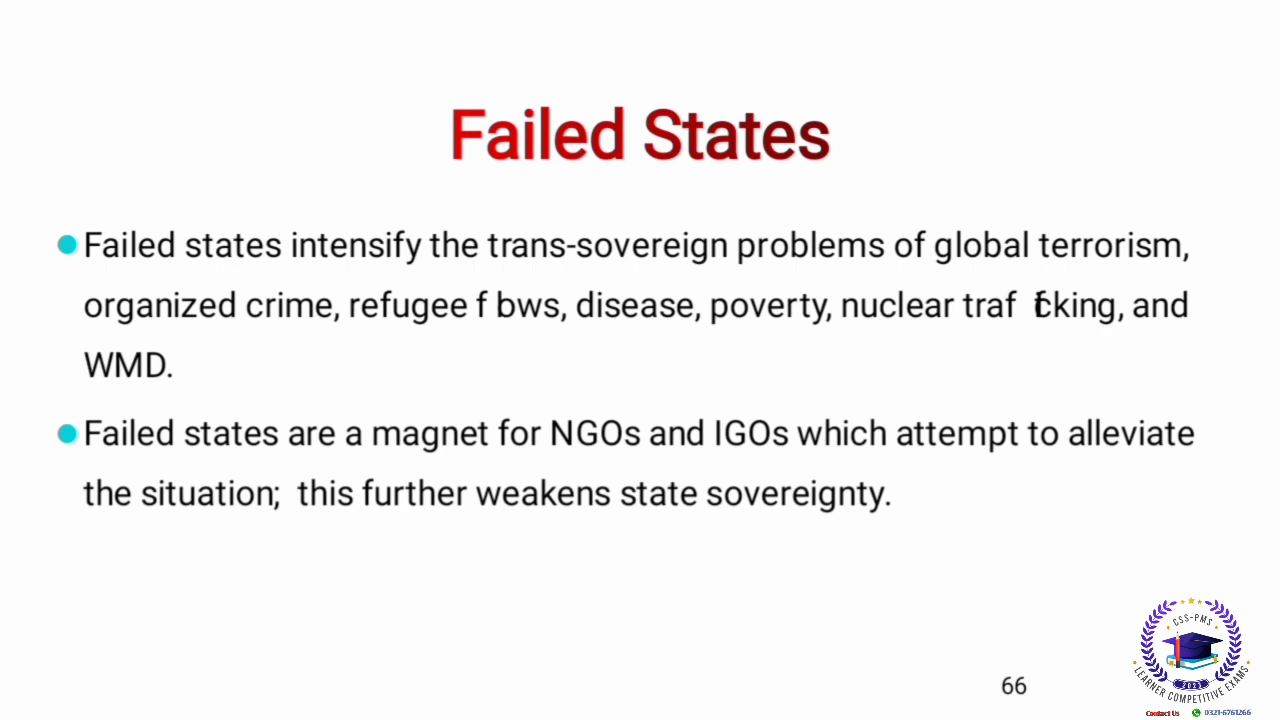 Failed States
Failed states intensify the trans-sovereign problems of global terrorism,
organized crime, refugee f bws, disease, poverty, nuclear traf fcking, and
WMD.
Failed states are a magnet for NGOs and IGOs which attempt to alleviate
the situation; this further weakens state sovereignty.
66
CSS-PMS
2021
LEARNER COMPETITIVE EXAMS
Contact Us 0321-6761266